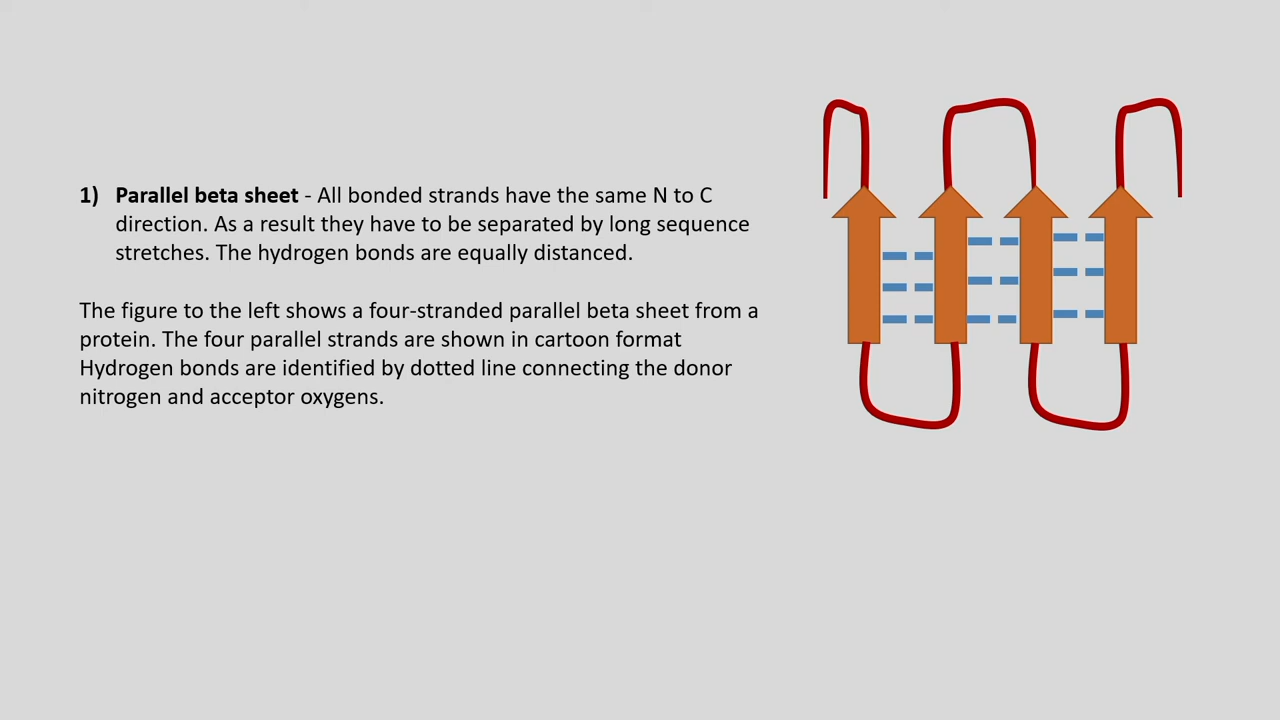 1) Parallel beta sheet - All bonded strands have the same N to C
direction. As a result they have to be separated by long sequence
stretches. The hydrogen bonds are equally distanced.
The figure to the left shows a four-stranded parallel beta sheet from a
protein. The four parallel strands are shown in cartoon format
Hydrogen bonds are identified by dotted line connecting the donor
nitrogen and acceptor oxygens.